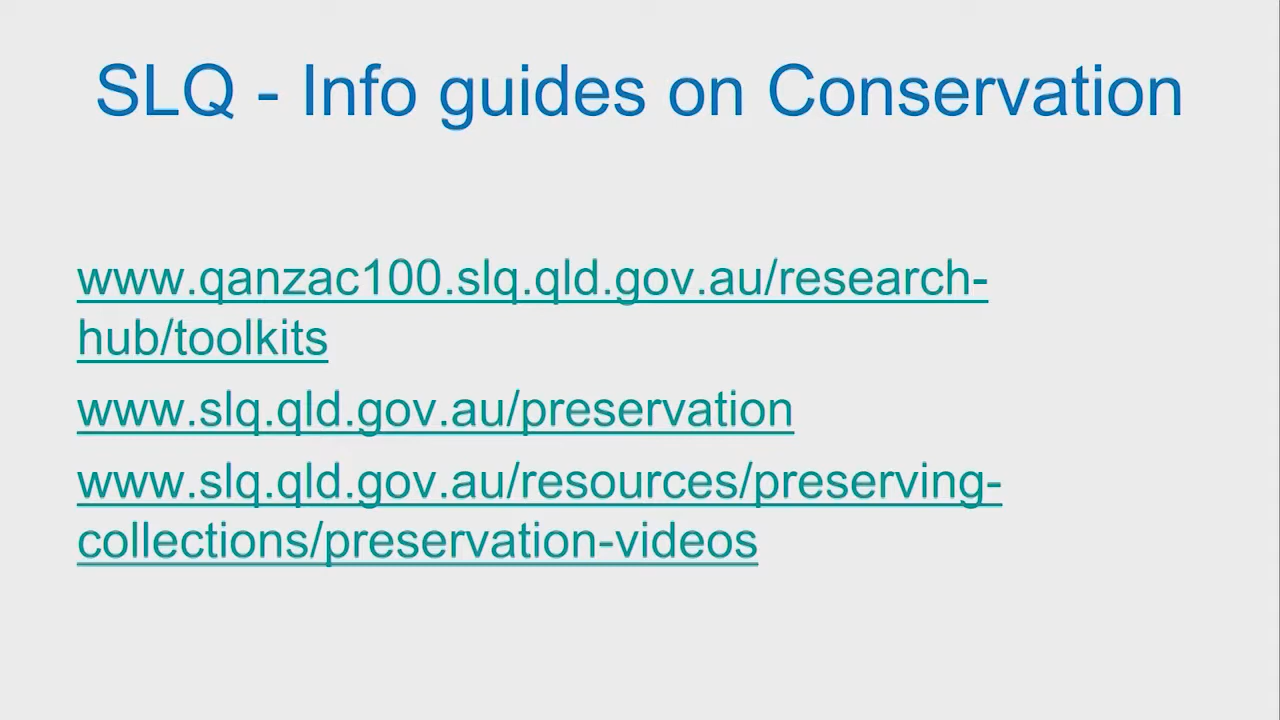 SLQ - Info guides on Conservation
www.qanzac100.slq.qld.gov.au/research-
hub/toolkits
www.slq.qld.gov.au/preservation
www.slq.qld.gov.au/resources/preserving-
collections/preservation-videos